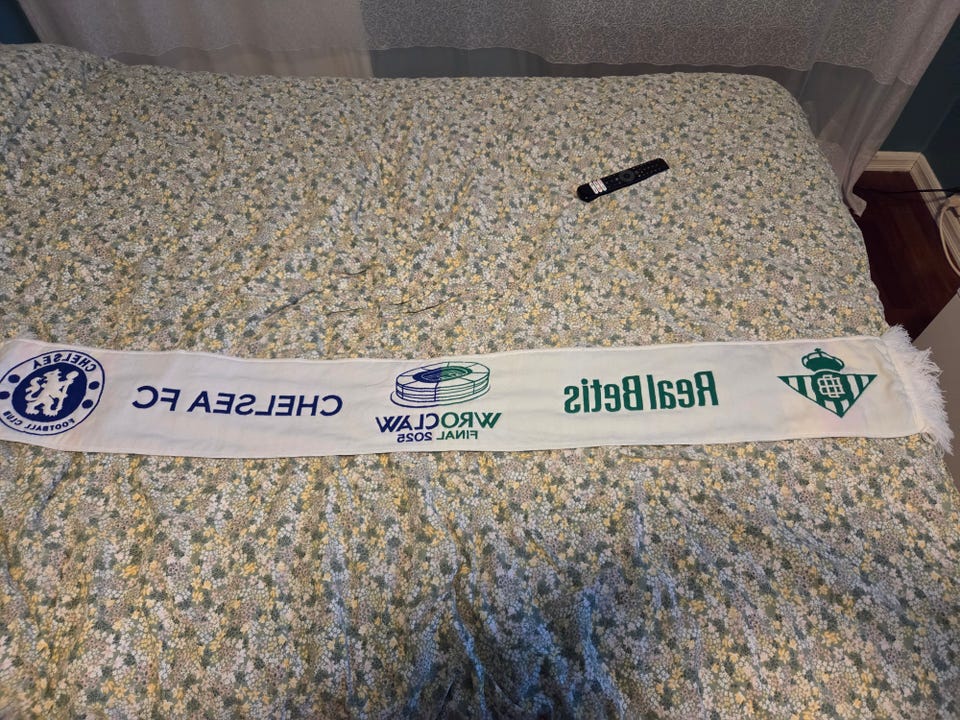 Real Betis
WROCLAW
FINAL 2025
CHELSEA FC
CHELSEA
FOOTBALL CLUB